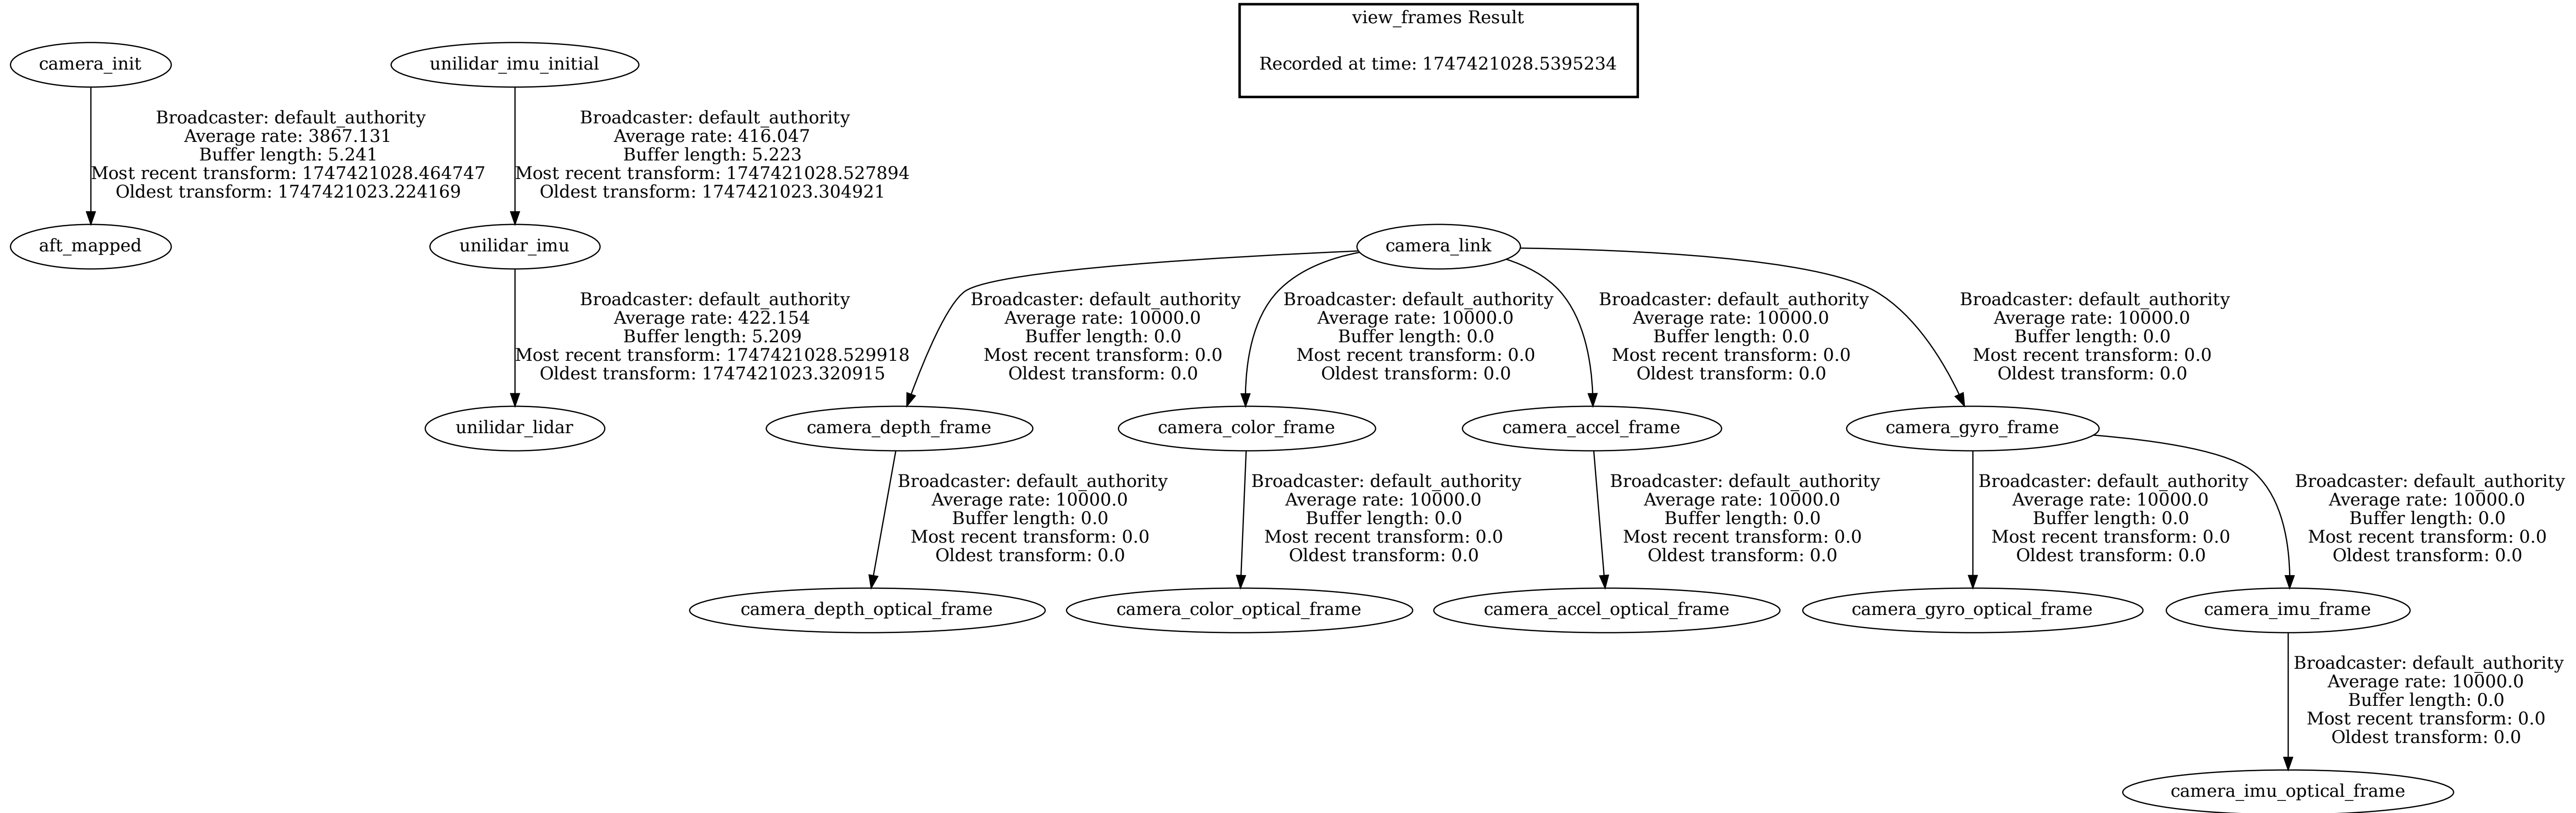 view_frames Result
Recorded at time: 1747421028.5395234
camera_init
unilidar_imu_initial
Broadcaster: default_authority
Average rate: 3867.131
Buffer length: 5.241
Most recent transform: 1747421028.464747
Oldest transform: 1747421023.224169
Broadcaster: default_authority
Average rate: 416.047
Buffer length: 5.223
Most recent transform: 1747421028.527894
Oldest transform: 1747421023.304921
aft_mapped
unilidar_imu
camera_link
Broadcaster: default_authority
Average rate: 422.154
Buffer length: 5.209
Most recent transform: 1747421028.529918
Oldest transform: 1747421023.320915
Broadcaster: default_authority
Average rate: 10000.0
Buffer length: 0.0
Most recent transform: 0.0
Oldest transform: 0.0
Broadcaster: default_authority
Average rate: 10000.0
Buffer length: 0.0
Most recent transform: 0.0
Oldest transform: 0.0
Broadcaster: default_authority
Average rate: 10000.0
Buffer length: 0.0
Most recent transform: 0.0
Oldest transform: 0.0
Broadcaster: default_authority
Average rate: 10000.0
Buffer length: 0.0
Most recent transform: 0.0
Oldest transform: 0.0
unilidar_lidar
camera_depth_frame
camera_color_frame
camera_accel_frame
camera_gyro_frame
Broadcaster: default_authority
Average rate: 10000.0
Buffer length: 0.0
Most recent transform: 0.0
Oldest transform: 0.0
Broadcaster: default_authority
Average rate: 10000.0
Buffer length: 0.0
Most recent transform: 0.0
Oldest transform: 0.0
Broadcaster: default_authority
Average rate: 10000.0
Buffer length: 0.0
Most recent transform: 0.0
Oldest transform: 0.0
Broadcaster: default_authority
Average rate: 10000.0
Buffer length: 0.0
Most recent transform: 0.0
Oldest transform: 0.0
Broadcaster: default_authority
Average rate: 10000.0
Buffer length: 0.0
Most recent transform: 0.0
Oldest transform: 0.0
camera_depth_optical_frame
camera_color_optical_frame
camera_accel_optical_frame
camera_gyro_optical_frame
camera_imu_frame
Broadcaster: default_authority
Average rate: 10000.0
Buffer length: 0.0
Most recent transform: 0.0
Oldest transform: 0.0
camera_imu_optical_frame